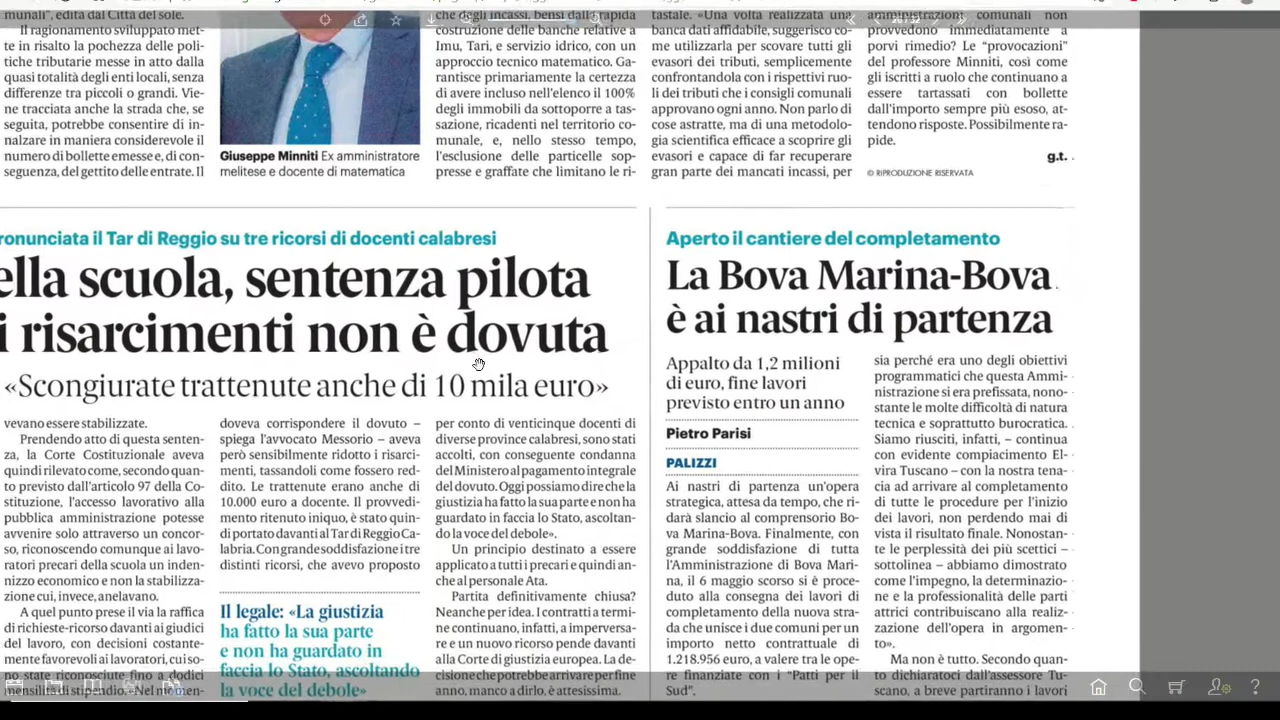 munali", edita da Città del sole.
Il ragionamento sviluppato met-
te in risalto la pochezza delle poli-
tiche tributarie messe in atto dalla
quasi totalità degli enti locali, senza
differenze tra piccoli o grandi. Vie-
ne tracciata anche la strada che, se
seguita, potrebbe consentire di in-
nalzare in maniera considerevole il
numero di bollette emesse e, di con-
seguenza, del gettito delle entrate. Il
Giuseppe Minniti Ex amministratore
melitese e docente di matematica
che degli incassi, bensì dall'rapida
costruzione delle banche relative a
Imu, Tari, e servizio idrico, con un
approccio tecnico matematico. Ga-
rantisce primariamente la certezza
di avere incluso nell'elenco il 100%
degli immobili da sottoporre a tas-
sazione, ricadenti nel territorio co-
munale, e, nello stesso tempo,
l'esclusione delle particelle sop-
presse e graffate che limitano le ri-
tastale. «Una volta realizzata una
banca dati affidabile, suggerisco co-
me utilizzarla per scovare tutti gli
evasori dei tributi, semplicemente
confrontandola con i rispettivi ruo-
li dei tributi che i consigli comunali
approvano ogni anno. Non parlo di
cose astratte, ma di una metodolo-
gia scientifica efficace a scoprire gli
evasori e capace di far recuperare
gran parte dei mancati incassi, per
amministrazioni comunali non
provvedono immediatamente a
porvi rimedio? Le “provocazioni”
del professore Minniti, così come
gli iscritti a ruolo che continuano a
essere tartassati con bollette
dall'importo sempre più esoso, at-
tendono risposte. Possibilmente ra-
pide.
g.t.
© RIPRODUZIONE RISERVATA
ronunciata il Tar di Reggio su tre ricorsi di docenti calabresi
ella scuola, sentenza pilota
i risarcimenti non è dovuta
«Scongiurate trattenute anche di 10 mila euro»
vevano essere stabilizzate.
Prendendo atto di questa senten-
za, la Corte Costituzionale aveva
quindi rilevato come, secondo quan-
to previsto dall'articolo 97 della Co-
stituzione, l'accesso lavorativo alla
pubblica amministrazione potesse
avvenire solo attraverso un concor-
so, riconoscendo comunque ai lavo-
ratori precari della scuola un inden-
nizzo economico e non la stabilizza-
zione cui, invece, anelavano.
A quel punto prese il via la raffica
di richieste-ricorso davanti ai giudici
del lavoro, con decisioni costante-
mente favorevoli ai lavoratori, cui so-
no state riconosciute fino a dodici
mensilità di stipendio. «Nel momen-
doveva corrispondere il dovuto –
spiega l'avvocato Messorio – aveva
però sensibilmente ridotto i risarci-
menti, tassandoli come fossero red-
dito. Le trattenute erano anche di
10.000 euro a docente. Il provvedi-
mento ritenuto iniquo, è stato quin-
di portato davanti al Tar di Reggio Ca-
labria. Con grande soddisfazione i tre
distinti ricorsi, che avevo proposto
Il legale: «La giustizia
ha fatto la sua parte
e non ha guardato in
faccia lo Stato, ascoltando
la voce del debole»
per conto di venticinque docenti di
diverse province calabresi, sono stati
accolti, con conseguente condanna
del Ministero al pagamento integrale
del dovuto. Oggi possiamo dire che la
giustizia ha fatto la sua parte e non ha
guardato in faccia lo Stato, ascoltan-
do la voce del debole».
Un principio destinato a essere
applicato a tutti i precari e quindi an-
che al personale Ata.
Partita definitivamente chiusa?
Neanche per idea. I contratti a termi-
ne continuano, infatti, a imperversa-
re e un nuovo ricorso pende davanti
alla Corte di giustizia europea. La de-
cisione che potrebbe arrivare per fine
anno, manco a dirlo, è attesissima.
Aperto il cantiere del completamento
La Bova Marina-Bova
è ai nastri di partenza
Appalto da 1,2 milioni
di euro, fine lavori
previsto entro un anno
Pietro Parisi
PALIZZI
Ai nastri di partenza un'opera
strategica, attesa da tempo, che ri-
darà slancio al comprensorio Bo-
va Marina-Bova. Finalmente, con
grande soddisfazione di tutta
l'Amministrazione di Bova Mari-
na, il 6 maggio scorso si è proce-
duto alla consegna dei lavori di
completamento della nuova stra-
da che unisce i due comuni per un
importo netto contrattuale di
1.218.956 euro, a valere tra le ope-
re finanziate con i “Patti per il
Sud”.
sia perché era uno degli obiettivi
programmatici che questa Ammi-
nistrazione si era prefissata, nono-
stante le molte difficoltà di natura
tecnica e soprattutto burocratica.
Siamo riusciti, infatti, – continua
con evidente compiacimento El-
vira Tuscano – con la nostra tena-
cia ad arrivare al completamento
di tutte le procedure per l'inizio
dei lavori, non perdendo mai di
vista il risultato finale. Nonostan-
te le perplessità dei più scettici –
sottolinea – abbiamo dimostrato
come l'impegno, la determinazio-
ne e la professionalità delle parti
attrici contribuiscano alla realiz-
zazione dell'opera in argomen-
to».
Ma non è tutto. Secondo quan-
to dichiaratoci dall'assessore Tu-
scano, a breve partiranno i lavori